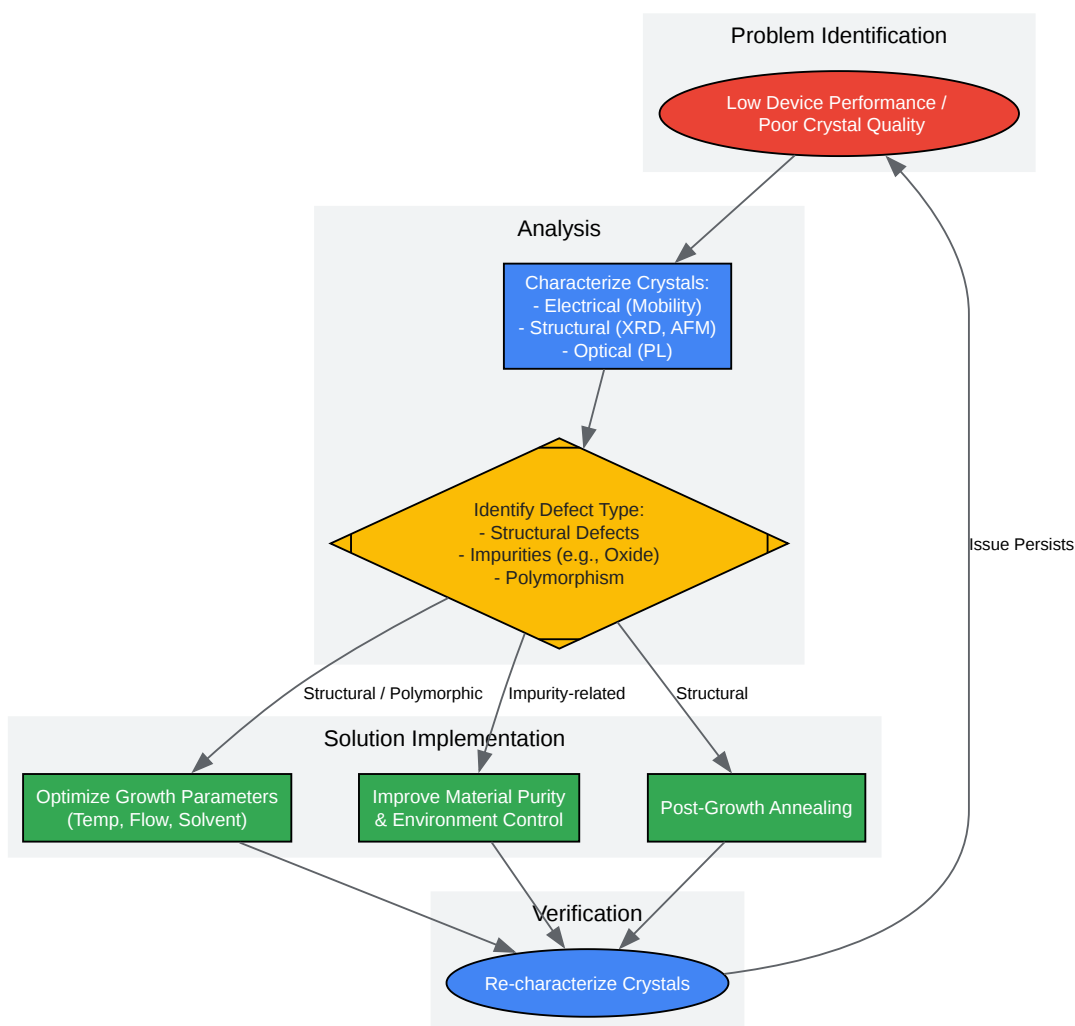 Problem Identification
Low Device Performance /
Poor Crystal Quality
Analysis
Characterize Crystals:
- Electrical (Mobility)
- Structural (XRD, AFM)
- Optical (PL)
Identify Defect Type:
- Structural Defects
- Impurities (e.g., Oxide)
- Polymorphism
Issue Persists
Structural / Polymorphic
Impurity-related
Structural
Solution Implementation
Optimize Growth Parameters
(Temp, Flow, Solvent)
Improve Material Purity
& Environment Control
Post-Growth Annealing
Verification
Re-characterize Crystals